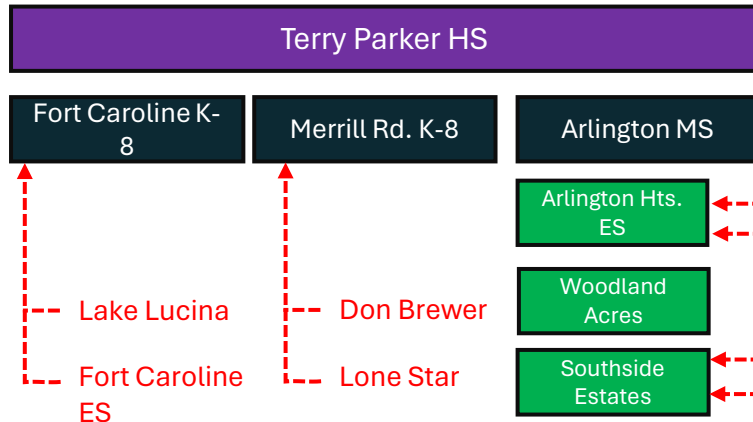 Terry Parker HS
Fort Caroline K-
8
Merrill Rd. K-8
Arlington MS
Arlington Hts.
ES
Woodland
Acres
Lake Lucina
Don Brewer
Fort Caroline
ES
Lone Star
Southside
Estates